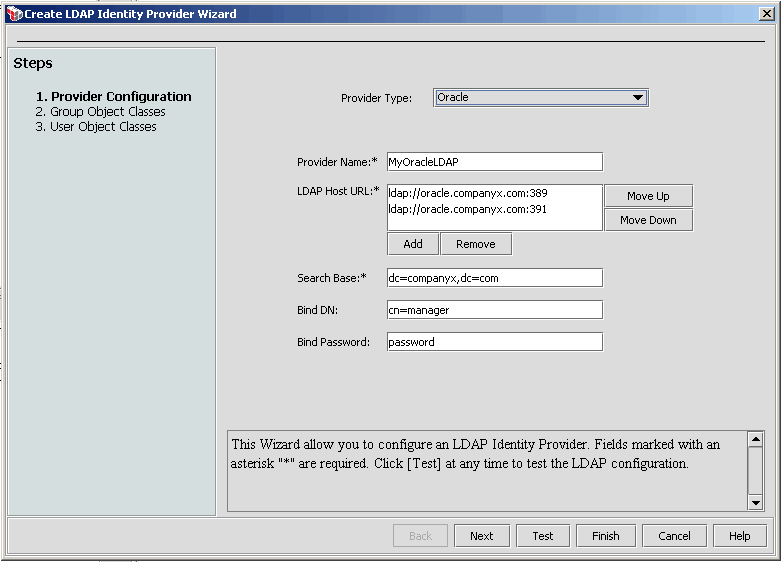 Create LDAP Identity Provider Wizard
Steps
1. Provider Configuration
2. Group Object Classes
3. User Object Classes
Provider Type: Oracle
Provider Name:* MyOracleLDAP
LDAP Host URL:* ldap://oracle.companyx.com:389
ldap://oracle.companyx.com:391
Move Up
Move Down
Add Remove
Search Base:* dc=companyx,dc=com
Bind DN: cn=manager
Bind Password: password
This Wizard allow you to configure an LDAP Identity Provider. Fields marked with an
asterisk "*" are required. Click [Test] at any time to test the LDAP configuration.
Back Next Test Finish Cancel Help